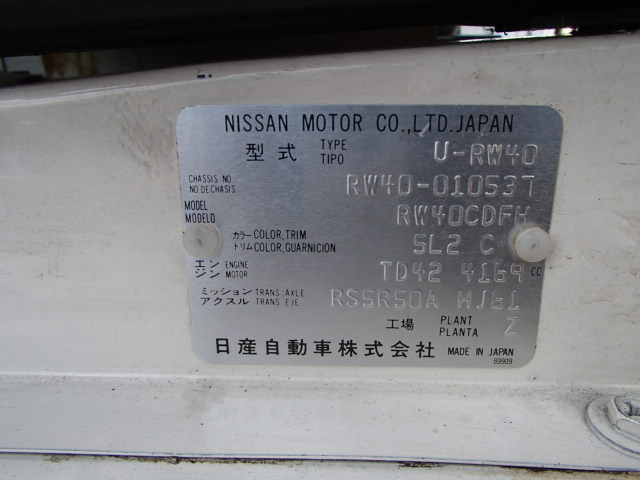 NISSAN MOTOR CO.,LTD.JAPAN
型式 TYPE TIPO U-RW40
CHASSIS NO NO DE CHASIS RW40-010537
MODEL MODELO RW40CDFH
カラー COLOR,TRIM トリム COLOR,GUARNICION 5L2 C
エンジン ENGINE MOTOR TD42 4169 CC
ミッション TRANS.,AXLE アクスル TRANS.,EJE RS5R50A HJ61
工場 PLANT PLANTA 2
日産自動車株式会社 MADE IN JAPAN
89909